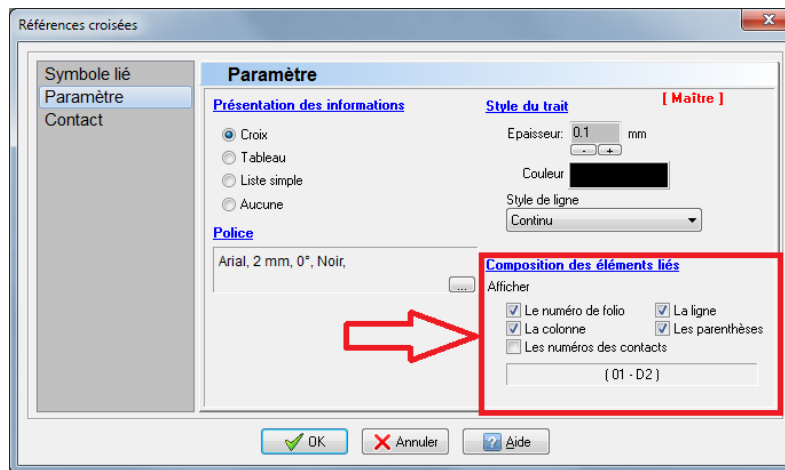 Références croisées
Symbole lié
Paramètre
Contact
Paramètre
Présentation des informations
Croix
Tableau
Liste simple
Aucune
Police
Arial, 2 mm, 0°, Noir,
...
Style du trait
[ Maître ]
Epaisseur: 0.1 mm
- +
Couleur
Style de ligne
Continu
Composition des éléments liés
Afficher
Le numéro de folio La ligne
La colonne Les parenthèses
Les numéros des contacts
( 01 - D2 )
OK Annuler Aide